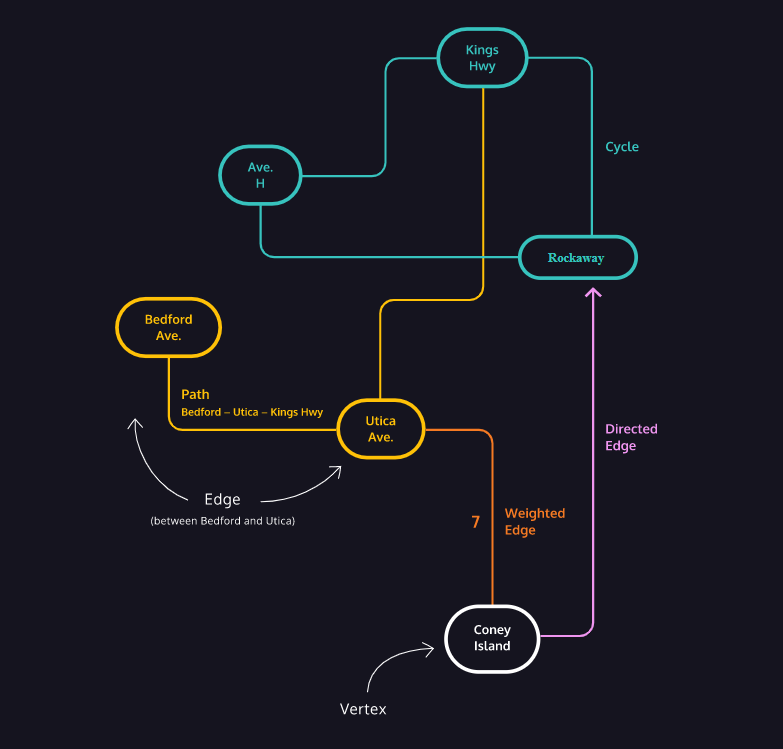 Kings
Hwy
Cycle
Ave.
H
Rockaway
Bedford
Ave.
Path
Bedford – Utica – Kings Hwy
Utica
Ave.
Directed
Edge
Edge
(between Bedford and Utica)
7
Weighted
Edge
Coney
Island
Vertex